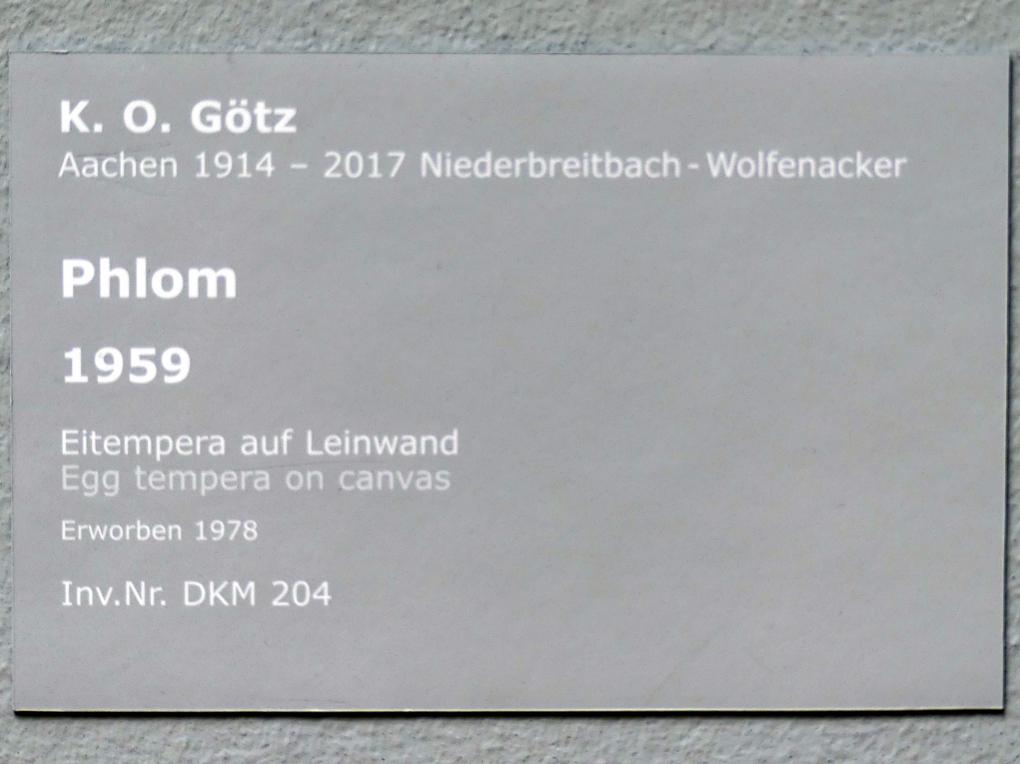 K. O. Götz
Aachen 1914 – 2017 Niederbreitbach - Wolfenacker
Phlom
1959
Eitempera auf Leinwand
Egg tempera on canvas
Erworben 1978
Inv.Nr. DKM 204